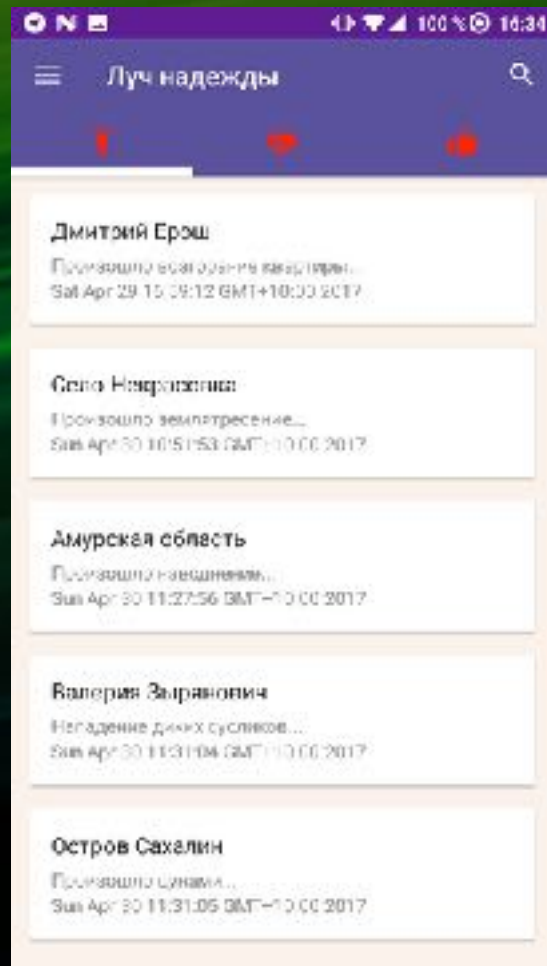 100 % 16:34
Луч надежды
Дмитрий Ерош
Произошло возгорание квартиры...
Sat Apr 29 15:09:12 GMT+10:00 2017
Село Некрасовка
Произошло землятресение...
Sun Apr 30 10:51:53 GMT+10:00 2017
Амурская область
Произошло наводнение...
Sun Apr 30 11:27:56 GMT+10:00 2017
Валерия Зырянович
Нападение диких сусликов...
Sun Apr 30 11:31:04 GMT+10:00 2017
Остров Сахалин
Произошло цунами...
Sun Apr 30 11:31:05 GMT+10:00 2017